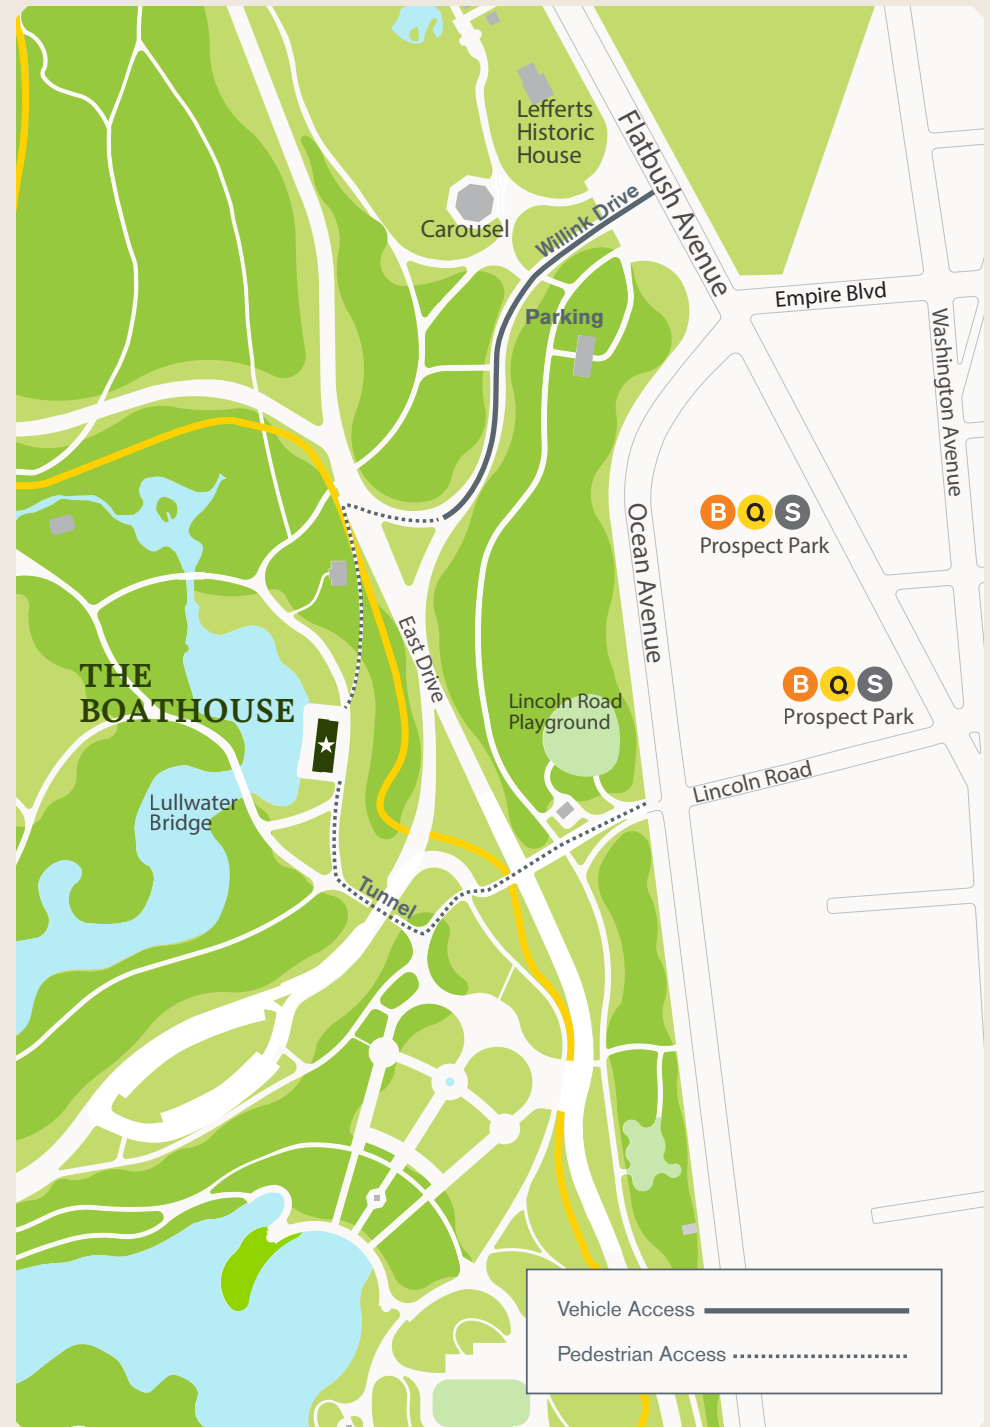 Lefferts
Historic
House
Flatbush Avenue
Carousel
Willink Drive
Parking
Empire Blvd
Washington Avenue
B Q S
Prospect Park
Ocean Avenue
East Drive
THE
BOATHOUSE
B Q S
Prospect Park
Lincoln Road
Playground
Lincoln Road
Lullwater
Bridge
Tunnel
Vehicle Access
Pedestrian Access